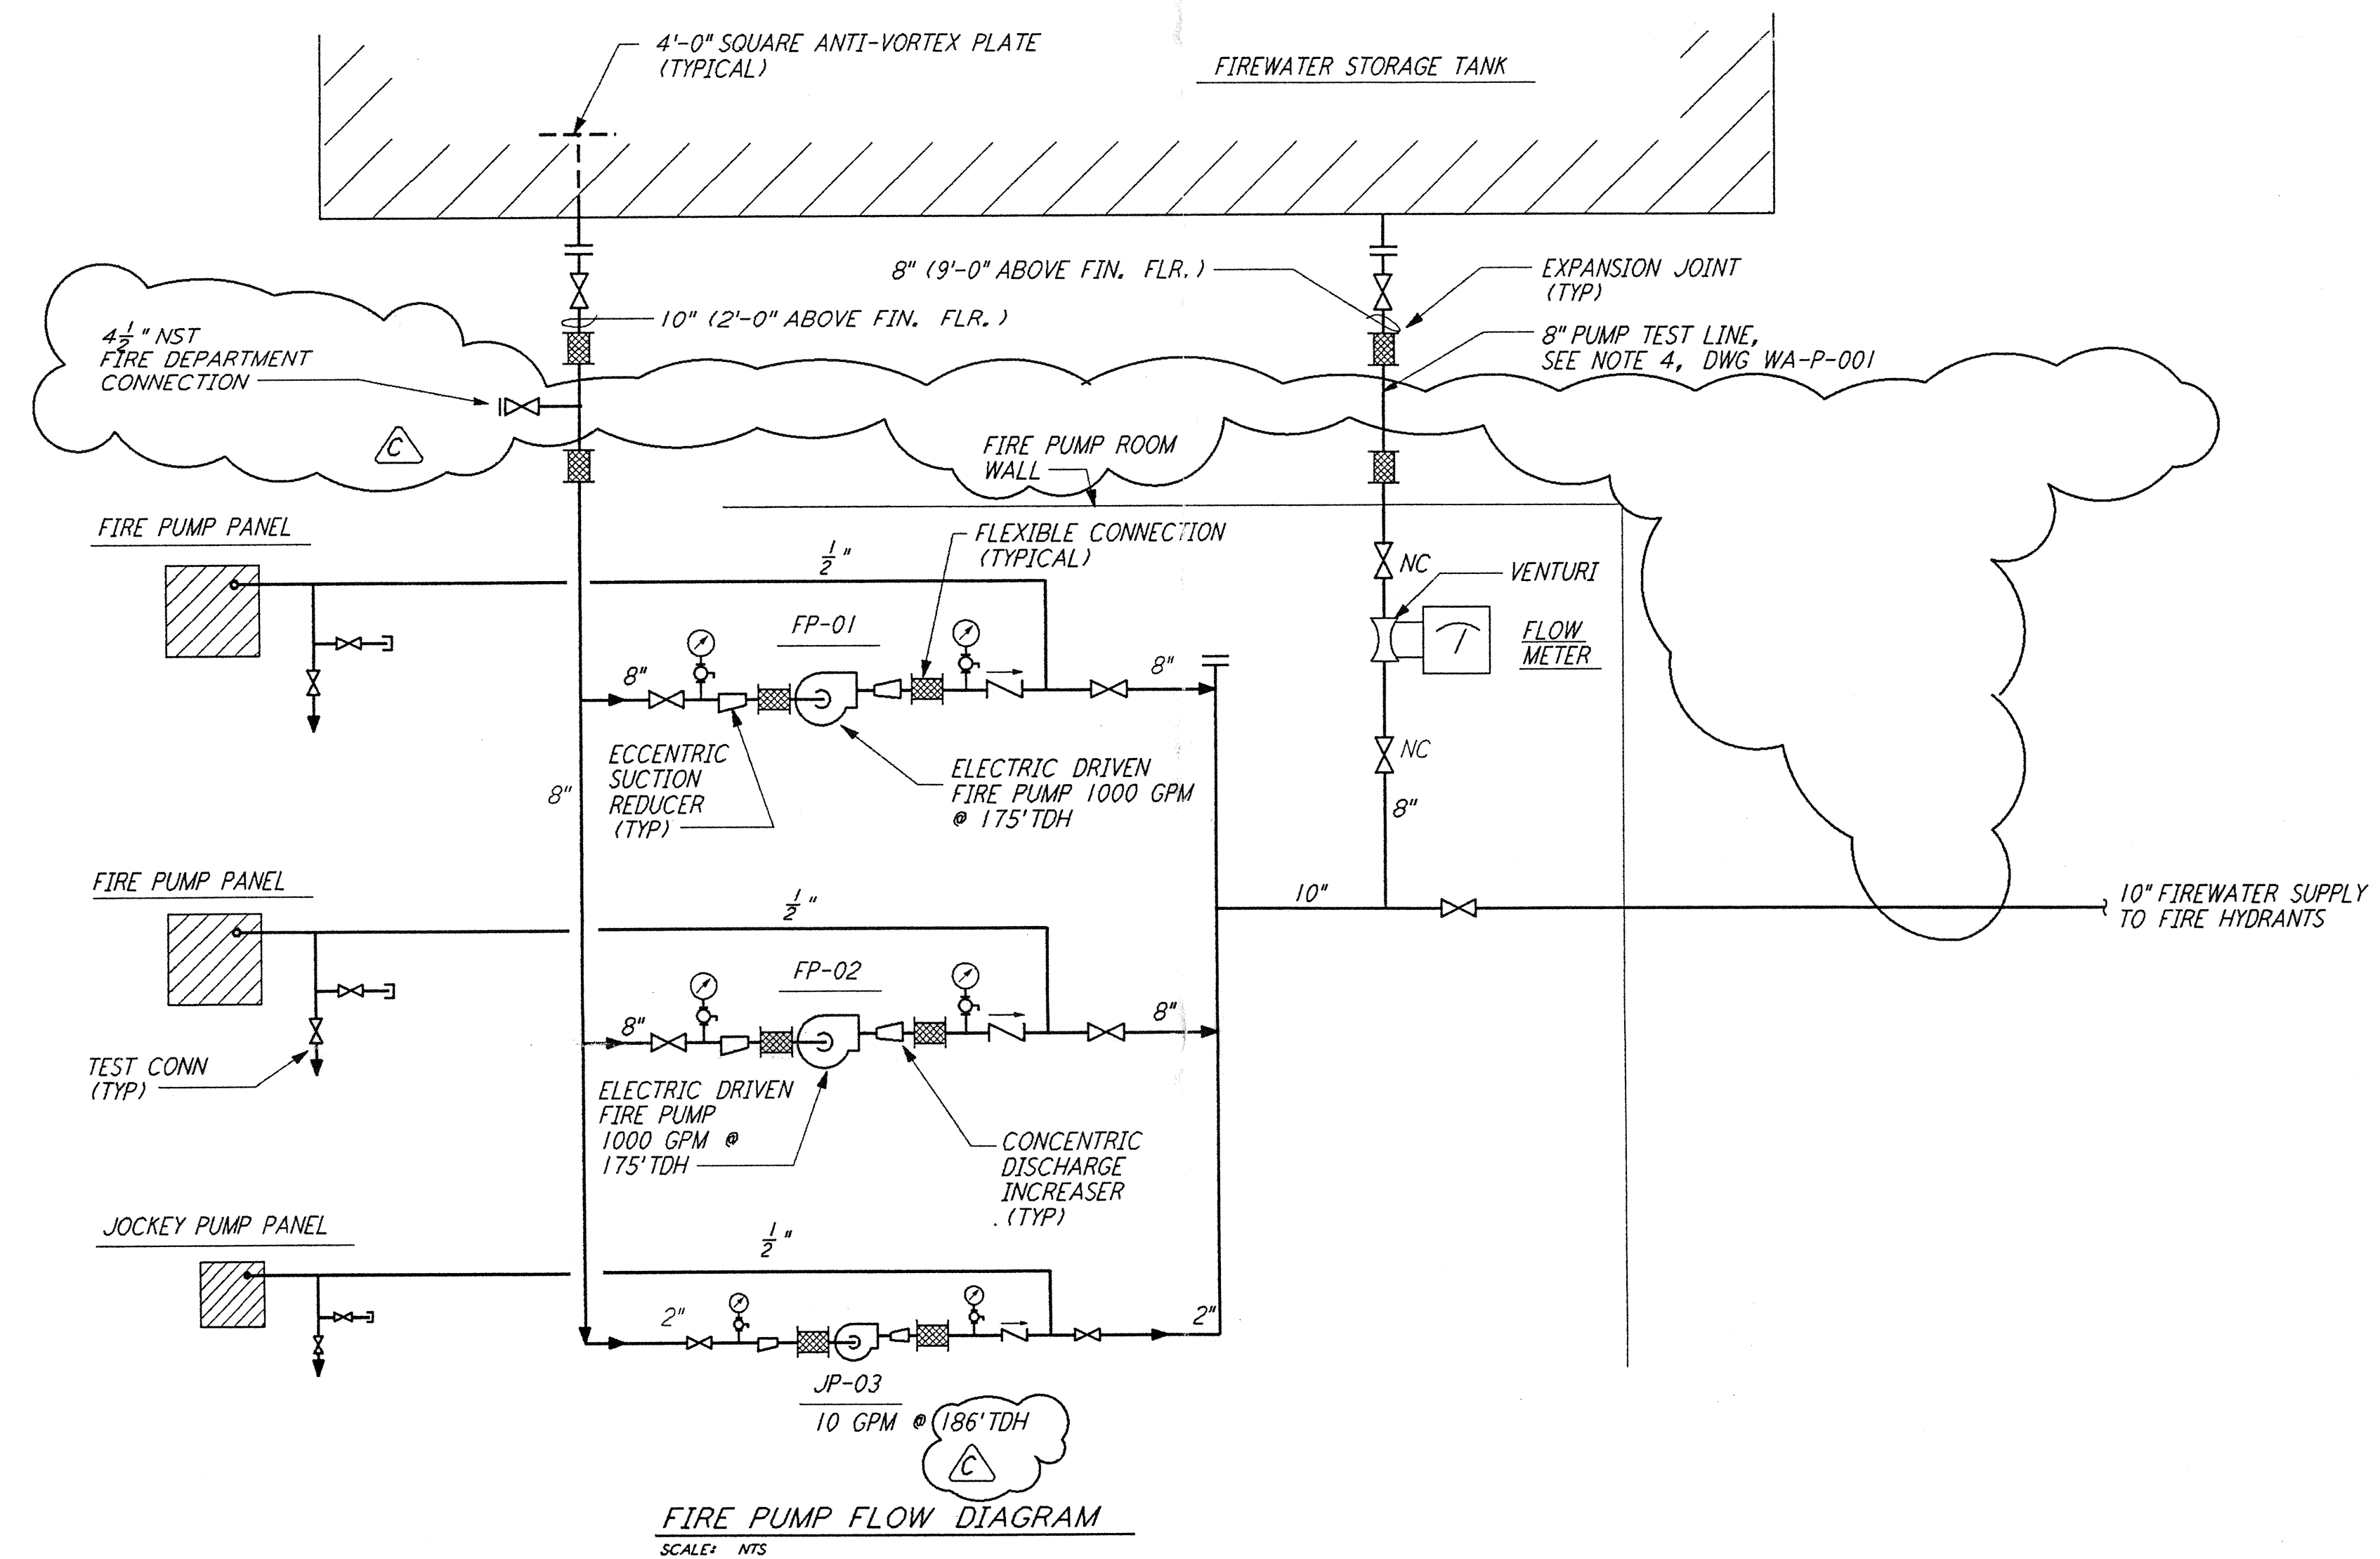 4'-0" SQUARE ANTI-VORTEX PLATE
(TYPICAL)
FIREWATER STORAGE TANK
8" (9'-0" ABOVE FIN. FLR.)
EXPANSION JOINT
(TYP)
10" (2'-0" ABOVE FIN. FLR.)
4 1/2" NST
FIRE DEPARTMENT
CONNECTION
8" PUMP TEST LINE,
SEE NOTE 4, DWG WA-P-001
C
FIRE PUMP ROOM
WALL
FIRE PUMP PANEL
FLEXIBLE CONNECTION
(TYPICAL)
1/2"
NC
VENTURI
FP-01
FLOW
METER
8"
8"
ECCENTRIC
SUCTION
REDUCER
(TYP)
ELECTRIC DRIVEN
FIRE PUMP 1000 GPM
@ 175' TDH
NC
8"
8"
FIRE PUMP PANEL
1/2"
10"
10" FIREWATER SUPPLY
TO FIRE HYDRANTS
FP-02
8"
8"
TEST CONN
(TYP)
ELECTRIC DRIVEN
FIRE PUMP
1000 GPM @
175' TDH
CONCENTRIC
DISCHARGE
INCREASER
(TYP)
JOCKEY PUMP PANEL
1/2"
2"
2"
JP-03
10 GPM @ 186' TDH
C
FIRE PUMP FLOW DIAGRAM
SCALE: NTS